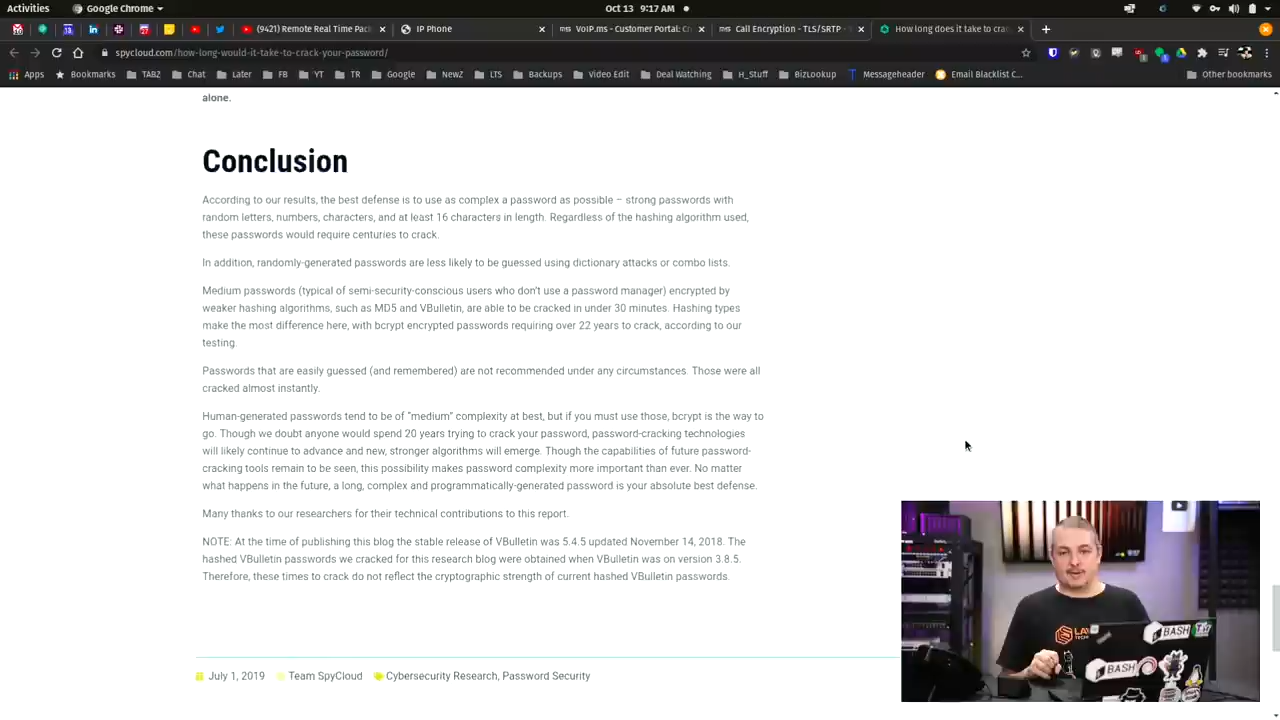 Activities
Google Chrome
Oct 13 9:17 AM
(9421) Remote Real Time Pac
IP Phone
VoIP.ms - Customer Portal: C
Call Encryption - TLS/SRTP -
How long does it take to cra
spycloud.com/how-long-would-it-take-to-crack-your-password/
Apps Bookmarks TABZ Chat Later FB YT TR Google NewZ LTS Backups Video Edit Deal Watching H_Stuff BizLookup Messageheader Email Blacklist C... Other bookmarks
alone.
Conclusion
According to our results, the best defense is to use as complex a password as possible – strong passwords with
random letters, numbers, characters, and at least 16 characters in length. Regardless of the hashing algorithm used,
these passwords would require centuries to crack.
In addition, randomly-generated passwords are less likely to be guessed using dictionary attacks or combo lists.
Medium passwords (typical of semi-security-conscious users who don't use a password manager) encrypted by
weaker hashing algorithms, such as MD5 and VBulletin, are able to be cracked in under 30 minutes. Hashing types
make the most difference here, with bcrypt encrypted passwords requiring over 22 years to crack, according to our
testing.
Passwords that are easily guessed (and remembered) are not recommended under any circumstances. Those were all
cracked almost instantly.
Human-generated passwords tend to be of "medium" complexity at best, but if you must use those, bcrypt is the way to
go. Though we doubt anyone would spend 20 years trying to crack your password, password-cracking technologies
will likely continue to advance and new, stronger algorithms will emerge. Though the capabilities of future password-
cracking tools remain to be seen, this possibility makes password complexity more important than ever. No matter
what happens in the future, a long, complex and programmatically-generated password is your absolute best defense.
Many thanks to our researchers for their technical contributions to this report.
NOTE: At the time of publishing this blog the stable release of VBulletin was 5.4.5 updated November 14, 2018. The
hashed VBulletin passwords we cracked for this research blog were obtained when VBulletin was on version 3.8.5.
Therefore, these times to crack do not reflect the cryptographic strength of current hashed VBulletin passwords.
July 1, 2019 Team SpyCloud Cybersecurity Research, Password Security
BASH
BASH